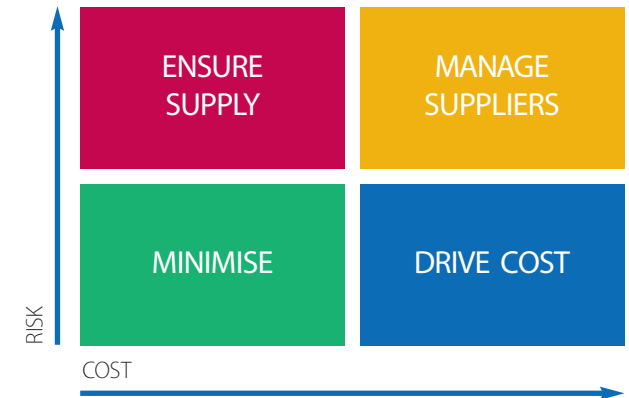 ENSURE
SUPPLY
MANAGE
SUPPLIERS
MINIMISE
DRIVE COST
RISK
COST